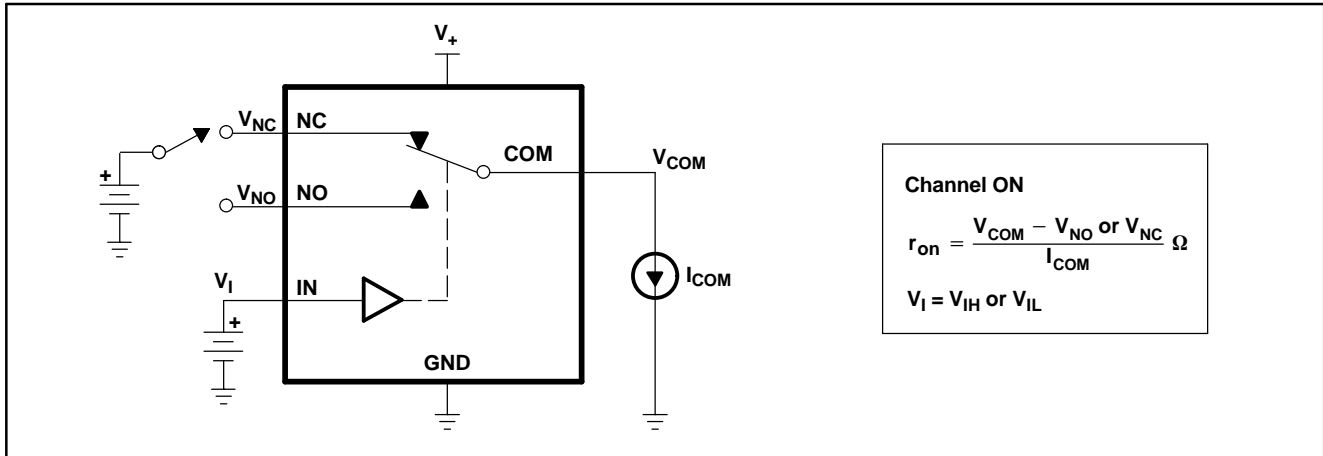 V+
VNC NC
COM VCOM
VNO NO
VI IN
ICOM
GND
+
+
Channel ON
ron = VCOM − VNO or VNC / ICOM Ω
VI = VIH or VIL